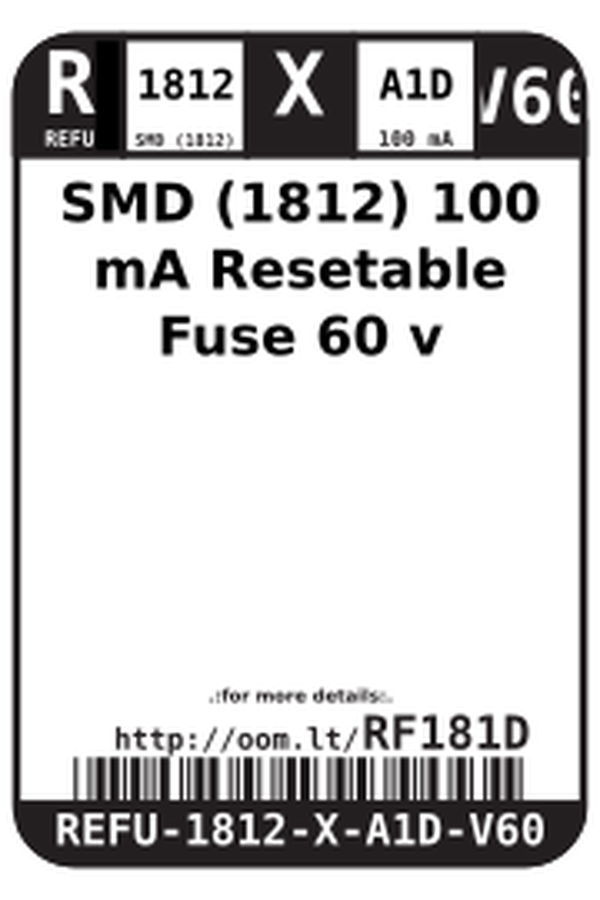 R 1812 X A1D V60
REFU SMD (1812) 100 mA
SMD (1812) 100
mA Resetable
Fuse 60 v
.:for more details:.
http://oom.lt/RF181D
REFU-1812-X-A1D-V60